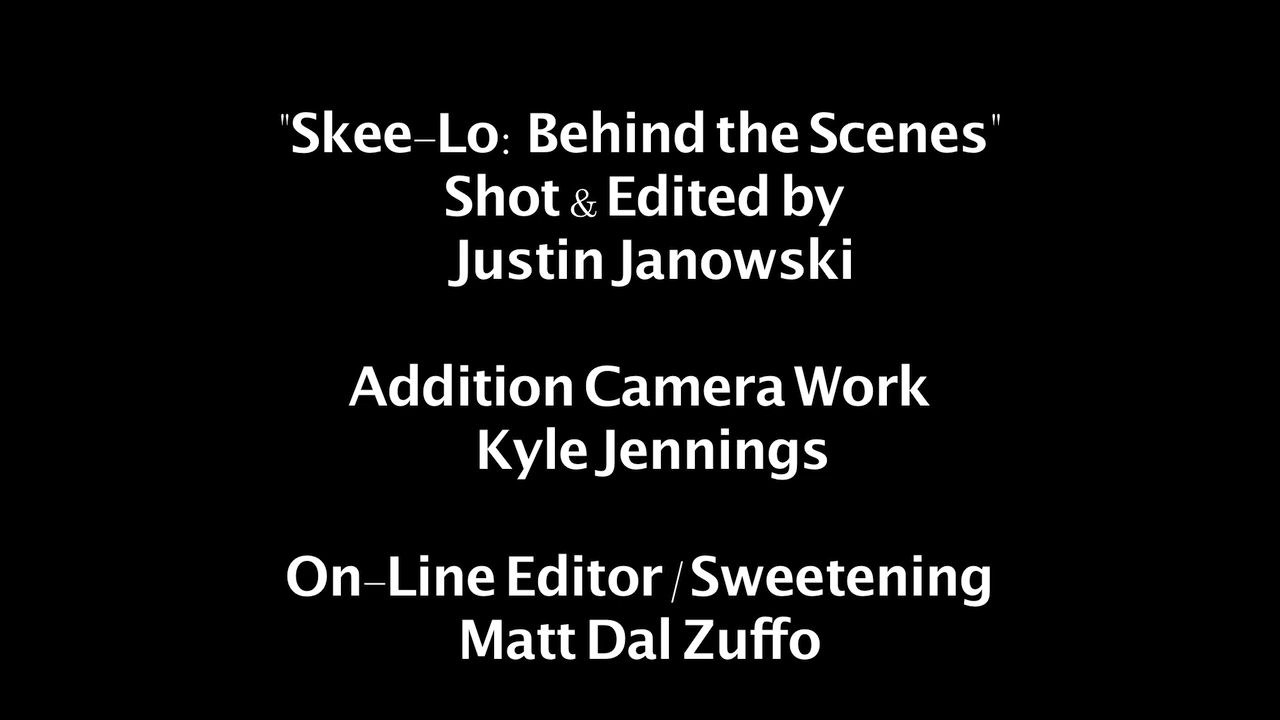 "Skee-Lo: Behind the Scenes"
Shot & Edited by
Justin Janowski
Addition Camera Work
Kyle Jennings
On-Line Editor / Sweetening
Matt Dal Zuffo